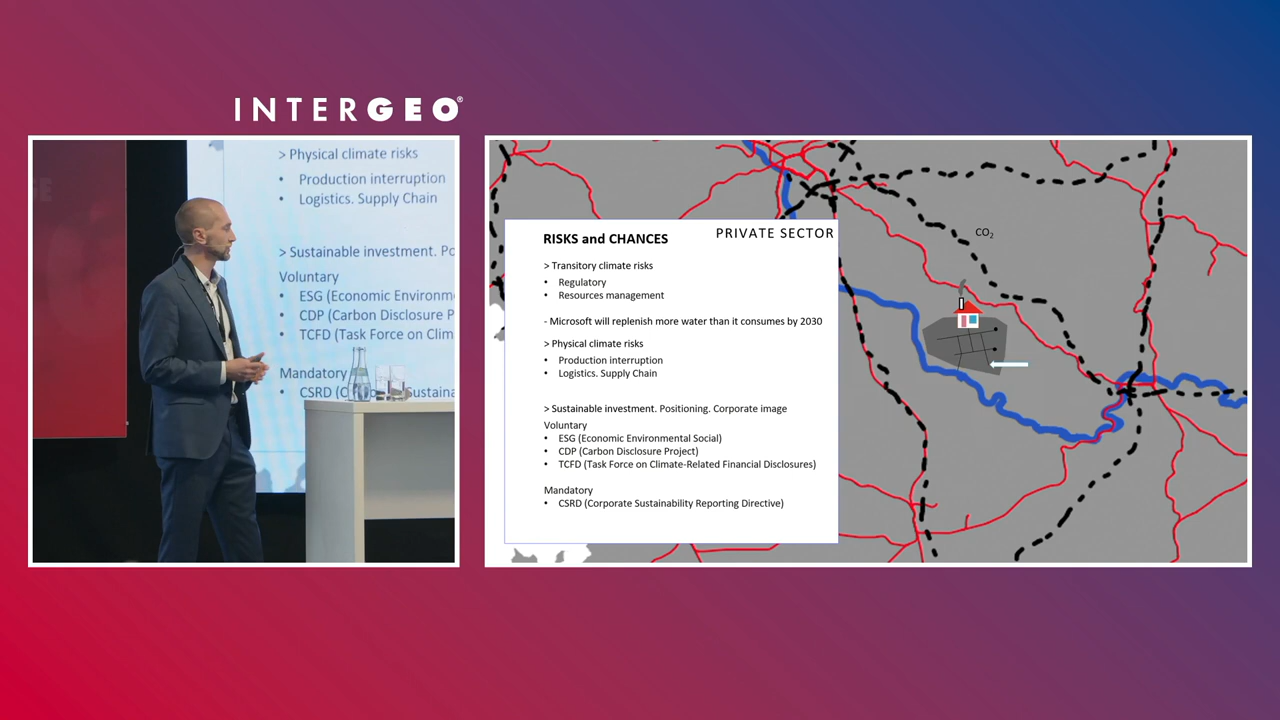 INTERGEO®
> Physical climate risks
• Production interruption
• Logistics. Supply Chain
> Sustainable investment. Po
Voluntary
• ESG (Economic Environm
• CDP (Carbon Disclosure P
• TCFD (Task Force on Clim
Mandatory
• CSRD (C
Sustaina
PRIVATE SECTOR
RISKS and CHANCES
> Transitory climate risks
• Regulatory
• Resources management
- Microsoft will replenish more water than it consumes by 2030
> Physical climate risks
• Production interruption
• Logistics. Supply Chain
> Sustainable investment. Positioning. Corporate image
Voluntary
• ESG (Economic Environmental Social)
• CDP (Carbon Disclosure Project)
• TCFD (Task Force on Climate-Related Financial Disclosures)
Mandatory
• CSRD (Corporate Sustainability Reporting Directive)
CO₂